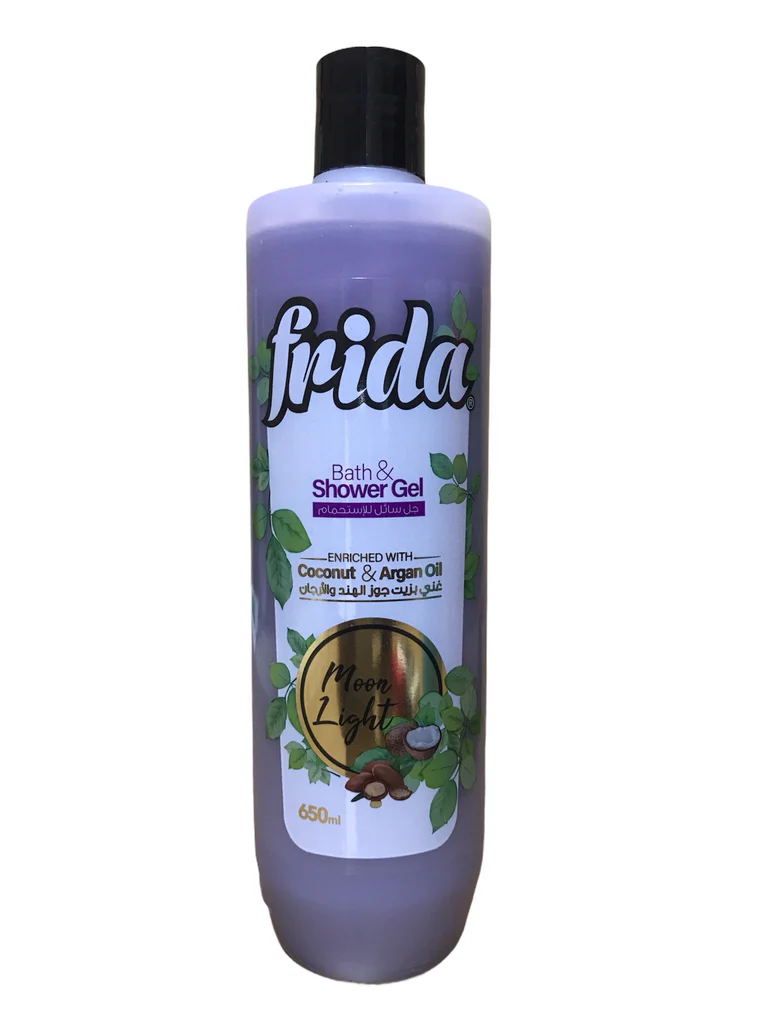 frida®
Bath &
Shower Gel
جل سائل للإستحمام
ENRICHED WITH
Coconut & Argan Oil
غني بزيت جوز الهند والأرجان
Moon
Light
650ml